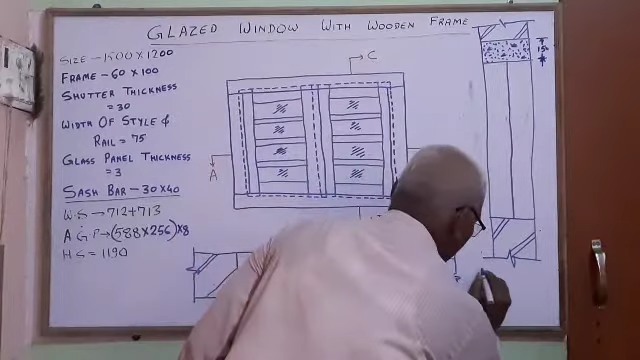 GLAZED WINDOW WITH WOODEN FRAME
SIZE - 1500 X 1200
FRAME - 60 X 100
SHUTTER THICKNESS
= 30
WIDTH OF STYLE &
RAIL = 75
GLASS PANEL THICKNESS
= 3
SASH BAR - 30 X 40
W.S → 712 + 713
A G.P → (588 X 256) X 8
H S = 1190
C
A
150